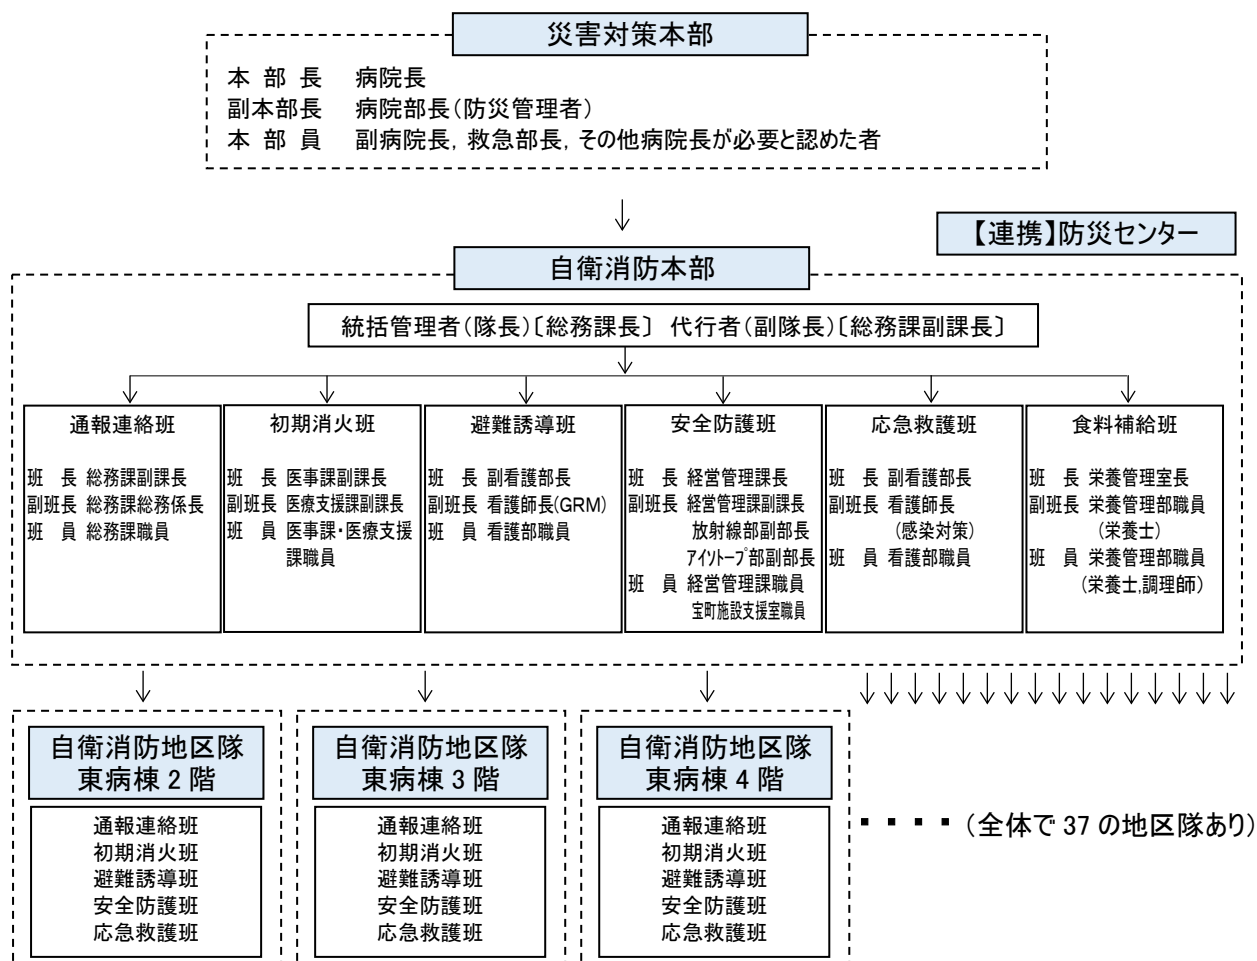 災害対策本部
本 部 長 病院長
副本部長 病院部長(防災管理者)
本 部 員 副病院長, 救急部長, その他病院長が必要と認めた者
【連携】防災センター
自衛消防本部
統括管理者(隊長)〔総務課長〕 代行者(副隊長)〔総務課副課長〕
通報連絡班
班 長 総務課副課長
副班長 総務課総務係長
班 員 総務課職員
初期消火班
班 長 医事課副課長
副班長 医療支援課副課長
班 員 医事課・医療支援
課職員
避難誘導班
班 長 副看護部長
副班長 看護師長(GRM)
班 員 看護部職員
安全防護班
班 長 経営管理課長
副班長 経営管理課副課長
放射線部副部長
アイソトープ部副部長
班 員 経営管理課職員
宝町施設支援室職員
応急救護班
班 長 副看護部長
副班長 看護師長
(感染対策)
班 員 看護部職員
食料補給班
班 長 栄養管理室長
副班長 栄養管理部職員
(栄養士)
班 員 栄養管理部職員
(栄養士,調理師)
自衛消防地区隊
東病棟 2 階
通報連絡班
初期消火班
避難誘導班
安全防護班
応急救護班
自衛消防地区隊
東病棟 3 階
通報連絡班
初期消火班
避難誘導班
安全防護班
応急救護班
自衛消防地区隊
東病棟 4 階
通報連絡班
初期消火班
避難誘導班
安全防護班
応急救護班
・・・・(全体で 37 の地区隊あり)